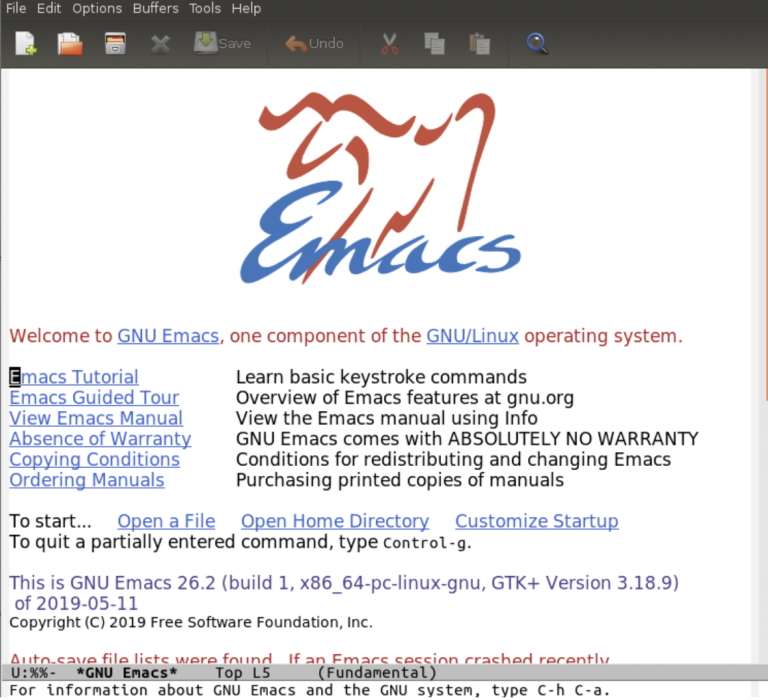 File Edit Options Buffers Tools Help
Save Undo
Emacs
Welcome to GNU Emacs, one component of the GNU/Linux operating system.
Emacs Tutorial Learn basic keystroke commands
Emacs Guided Tour Overview of Emacs features at gnu.org
View Emacs Manual View the Emacs manual using Info
Absence of Warranty GNU Emacs comes with ABSOLUTELY NO WARRANTY
Copying Conditions Conditions for redistributing and changing Emacs
Ordering Manuals Purchasing printed copies of manuals
To start... Open a File Open Home Directory Customize Startup
To quit a partially entered command, type Control-g.
This is GNU Emacs 26.2 (build 1, x86_64-pc-linux-gnu, GTK+ Version 3.18.9)
of 2019-05-11
Copyright (C) 2019 Free Software Foundation, Inc.
Auto-save file lists were found. If an Emacs session crashed recently,
U:%%- *GNU Emacs* Top L5 (Fundamental)
For information about GNU Emacs and the GNU system, type C-h C-a.